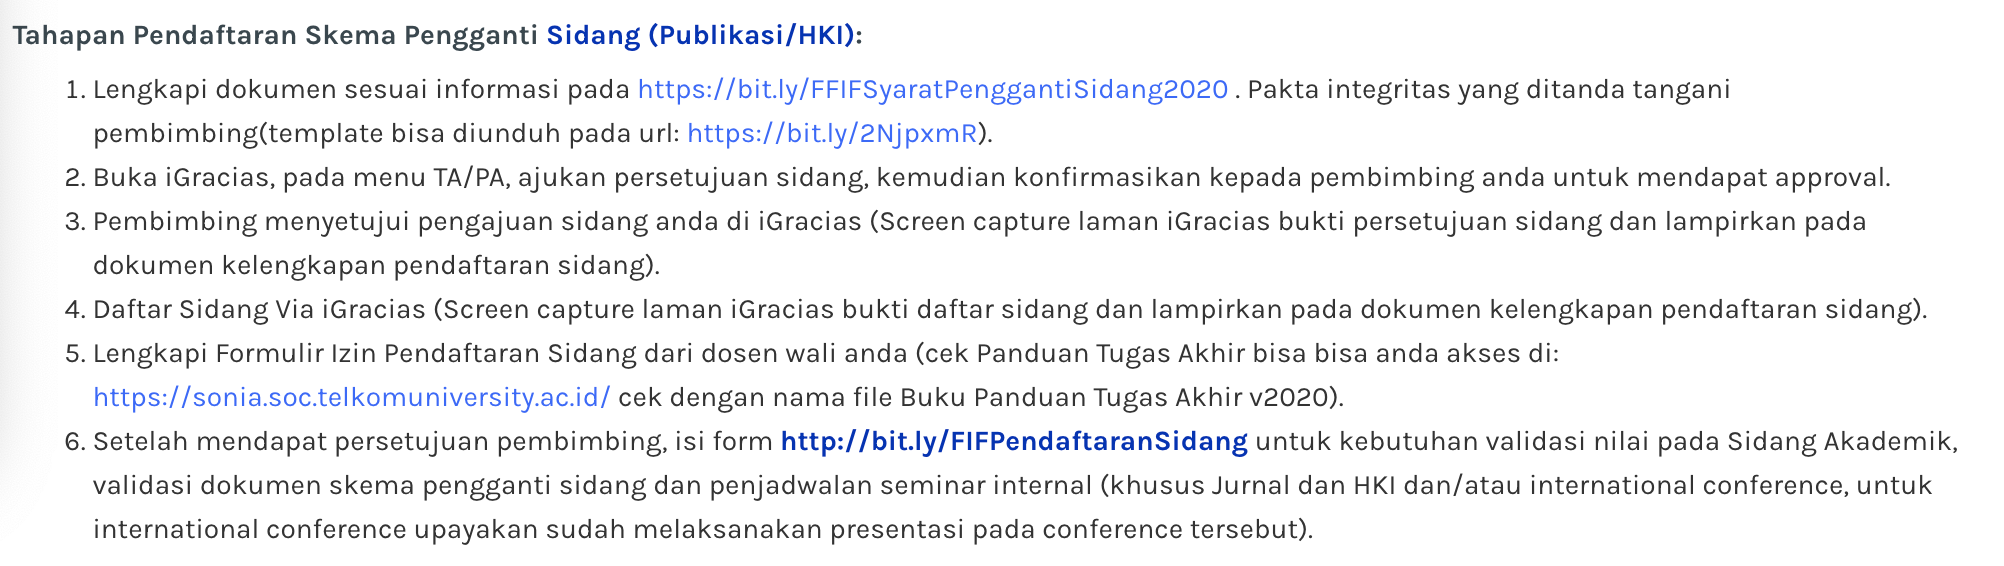 Tahapan Pendaftaran Skema Pengganti Sidang (Publikasi/HKI):
1. Lengkapi dokumen sesuai informasi pada https://bit.ly/FFIFSyaratPenggantiSidang2020 . Pakta integritas yang ditanda tangani
pembimbing(template bisa diunduh pada url: https://bit.ly/2NjpxmR).
2. Buka iGracias, pada menu TA/PA, ajukan persetujuan sidang, kemudian konfirmasikan kepada pembimbing anda untuk mendapat approval.
3. Pembimbing menyetujui pengajuan sidang anda di iGracias (Screen capture laman iGracias bukti persetujuan sidang dan lampirkan pada
dokumen kelengkapan pendaftaran sidang).
4. Daftar Sidang Via iGracias (Screen capture laman iGracias bukti daftar sidang dan lampirkan pada dokumen kelengkapan pendaftaran sidang).
5. Lengkapi Formulir Izin Pendaftaran Sidang dari dosen wali anda (cek Panduan Tugas Akhir bisa bisa anda akses di:
https://sonia.soc.telkomuniversity.ac.id/ cek dengan nama file Buku Panduan Tugas Akhir v2020).
6. Setelah mendapat persetujuan pembimbing, isi form http://bit.ly/FIFPendaftaranSidang untuk kebutuhan validasi nilai pada Sidang Akademik,
validasi dokumen skema pengganti sidang dan penjadwalan seminar internal (khusus Jurnal dan HKI dan/atau international conference, untuk
international conference upayakan sudah melaksanakan presentasi pada conference tersebut).